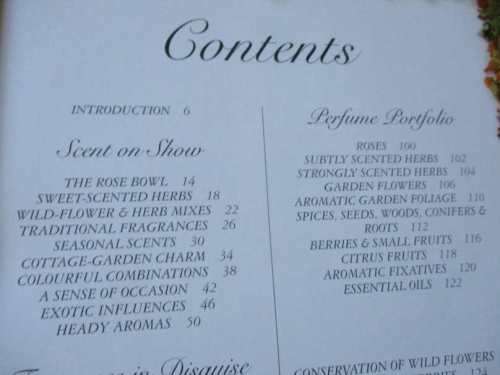 Contents
INTRODUCTION 6
Scent on Show
THE ROSE BOWL 14
SWEET-SCENTED HERBS 18
WILD-FLOWER & HERB MIXES 22
TRADITIONAL FRAGRANCES 26
SEASONAL SCENTS 30
COTTAGE-GARDEN CHARM 34
COLOURFUL COMBINATIONS 38
A SENSE OF OCCASION 42
EXOTIC INFLUENCES 46
HEADY AROMAS 50
in Disguise
Perfume Portfolio
ROSES 100
SUBTLY SCENTED HERBS 102
STRONGLY SCENTED HERBS 104
GARDEN FLOWERS 106
AROMATIC GARDEN FOLIAGE 110
SPICES, SEEDS, WOODS, CONIFERS &
ROOTS 112
BERRIES & SMALL FRUITS 116
CITRUS FRUITS 118
AROMATIC FIXATIVES 120
ESSENTIAL OILS 122
CONSERVATION OF WILD FLOWERS
124